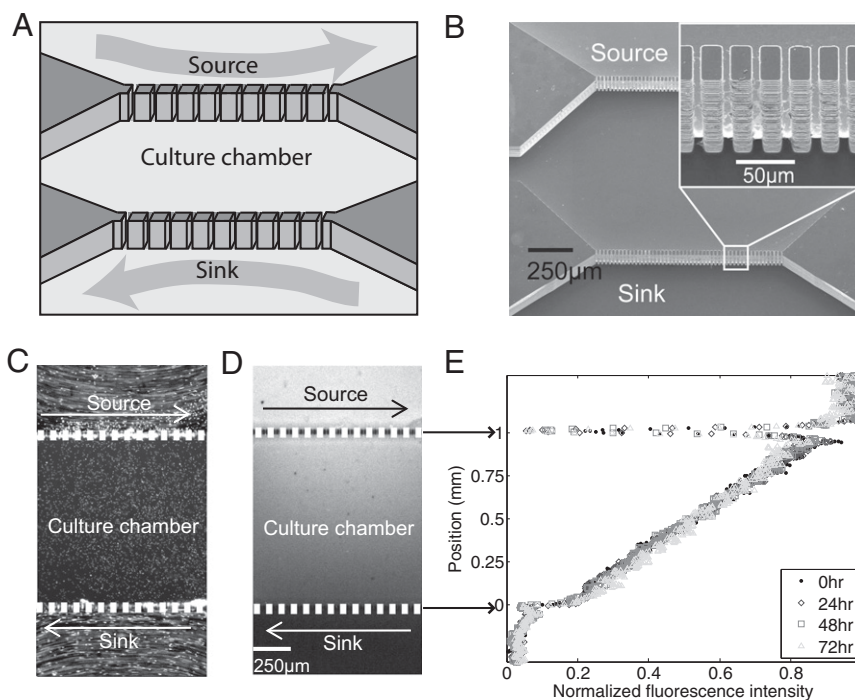 A
Source
Culture chamber
Sink
B
Source
50μm
250μm
Sink
C
Source
Culture chamber
Sink
D
Source
Culture chamber
Sink
250μm
E
1
0.75
0.5
0.25
0
Position (mm)
0 0.2 0.4 0.6 0.8
Normalized fluorescence intensity
0hr
24hr
48hr
72hr